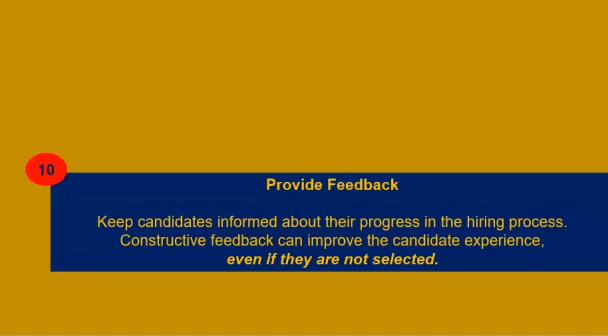 10
Provide Feedback
Keep candidates informed about their progress in the hiring process.
Constructive feedback can improve the candidate experience,
even if they are not selected.